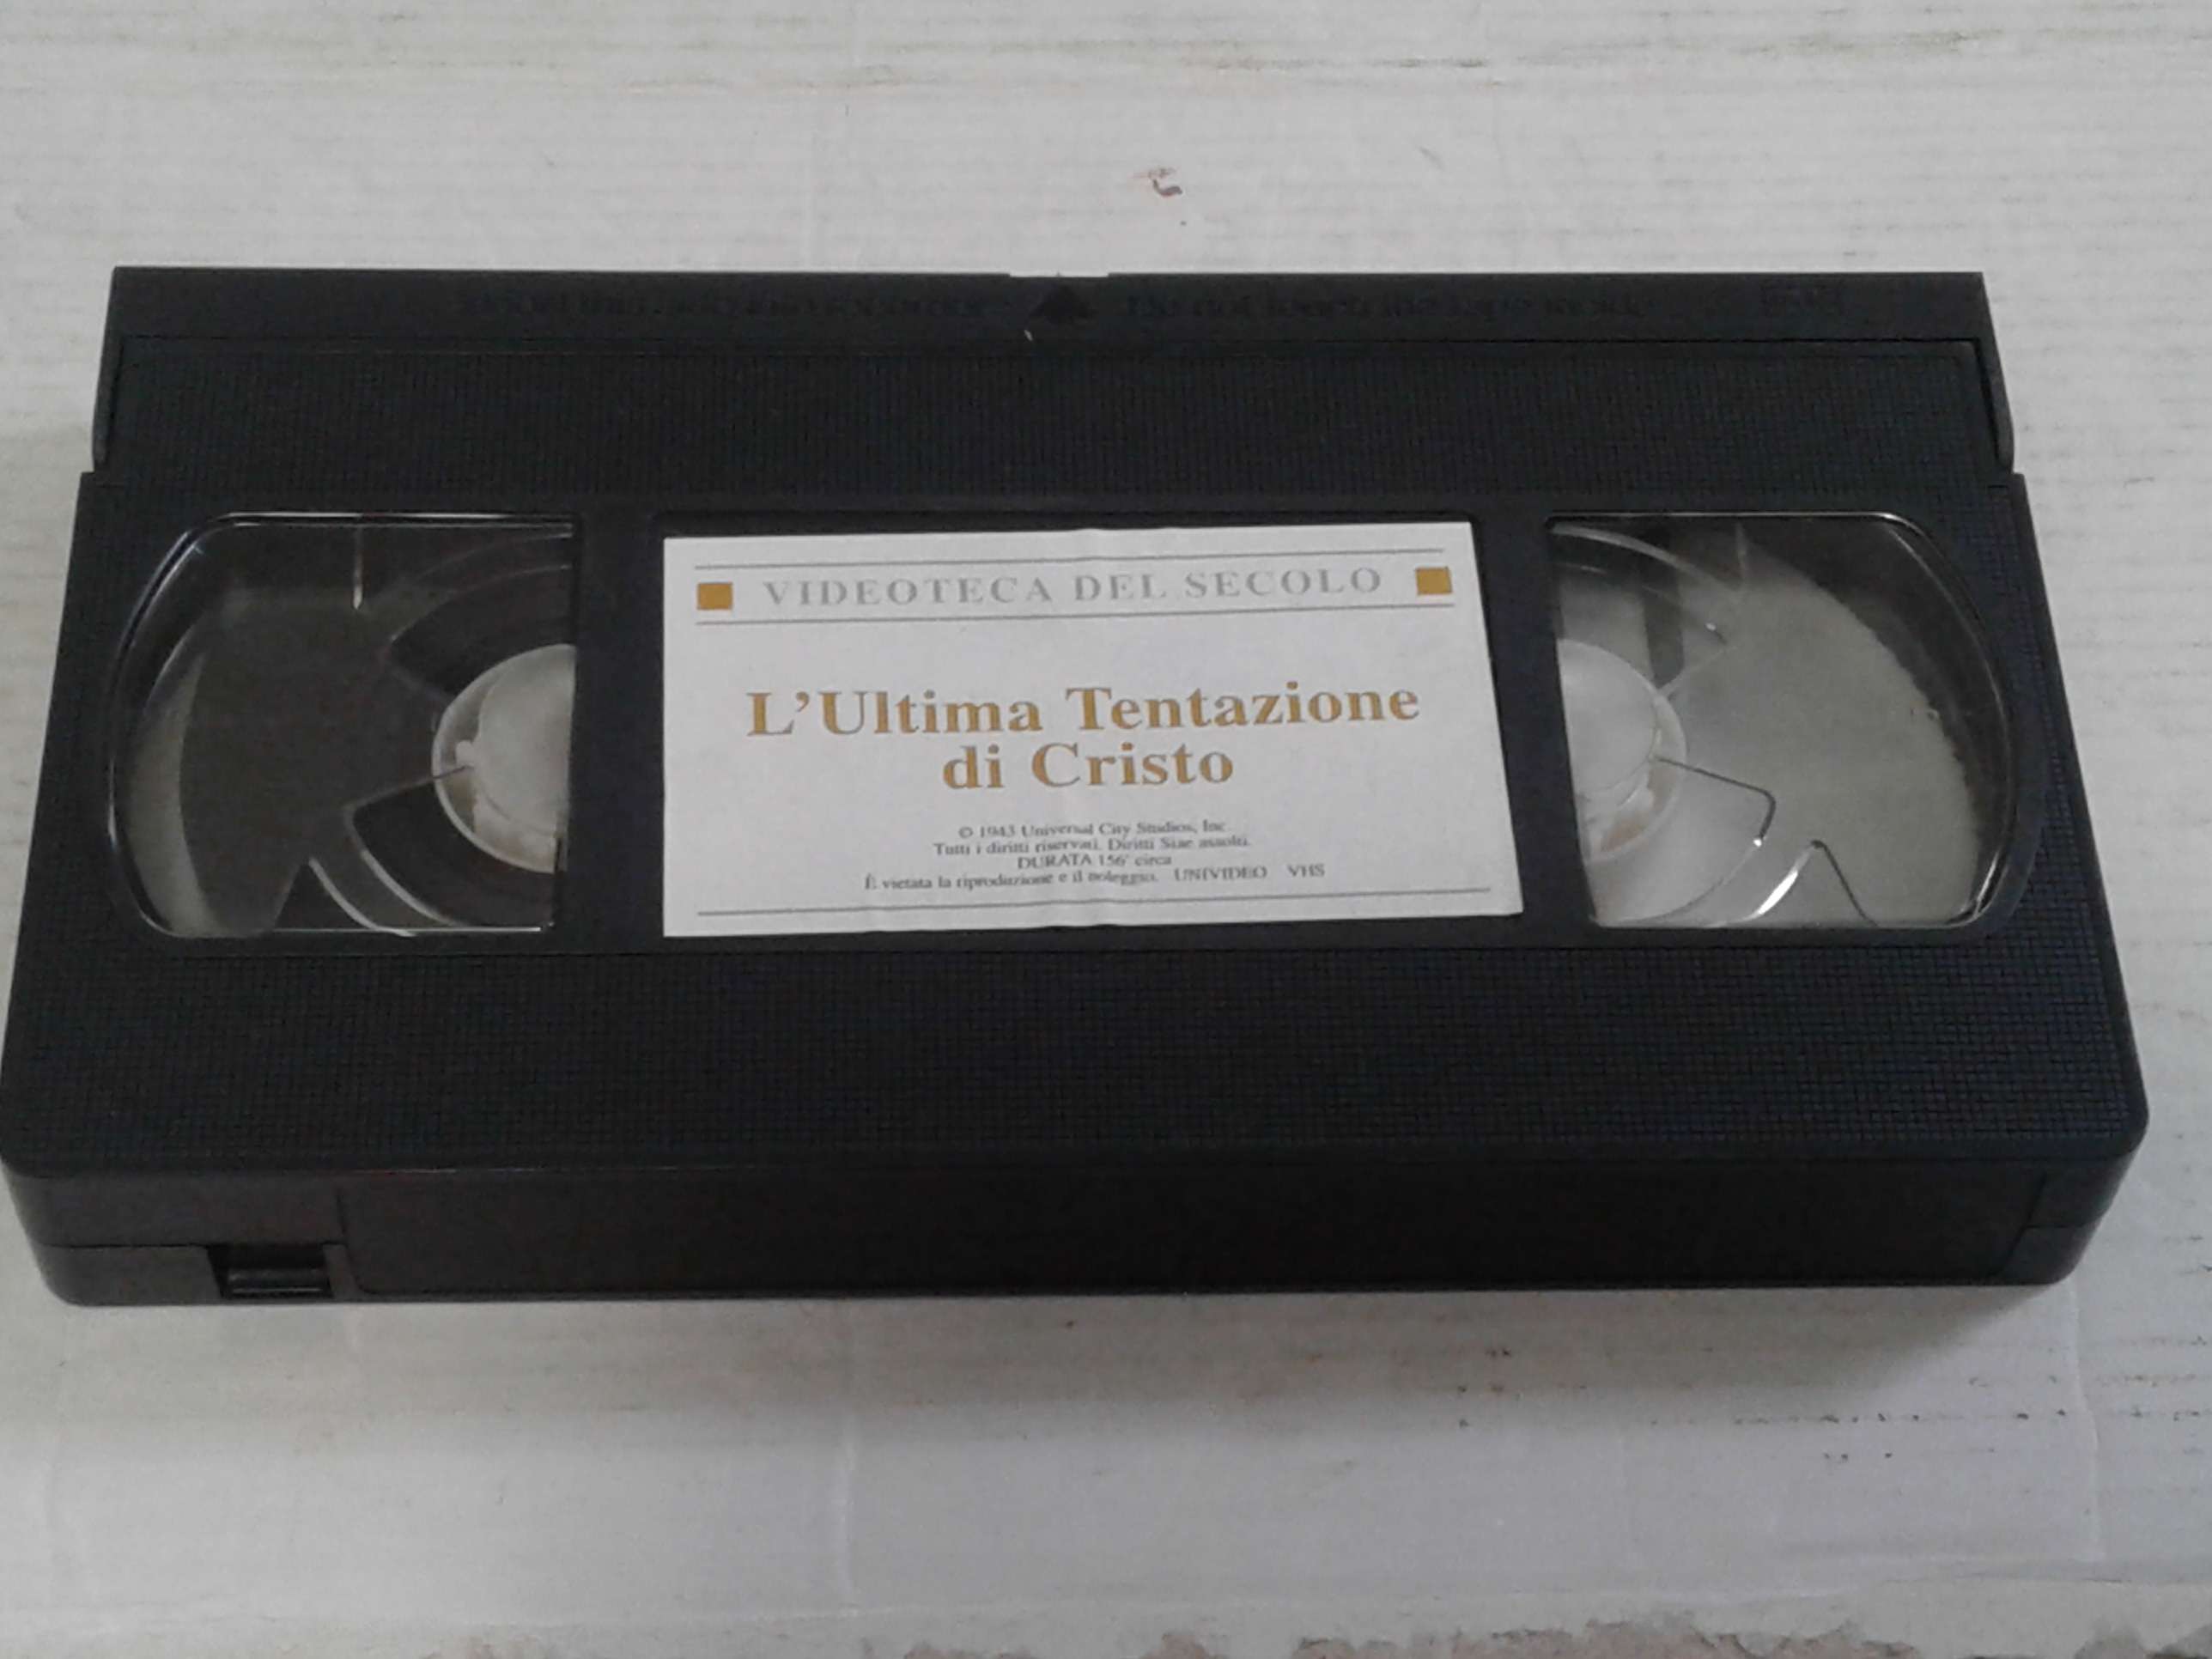 VIDEOTECA DEL SECOLO
L'Ultima Tentazione
di Cristo
© 1943 Universal City Studios, Inc
Tutti i diritti riservati. Diritti Siae assolti.
DURATA 156' circa
È vietata la riproduzione e il noleggio. UNIVIDEO VHS